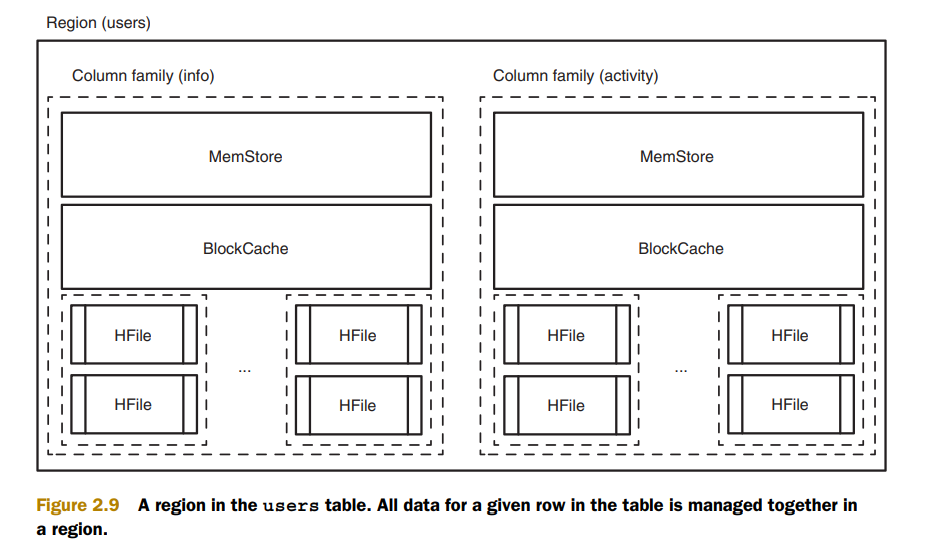 Region (users)
Column family (info)
Column family (activity)
MemStore
MemStore
BlockCache
BlockCache
HFile
HFile
HFile
HFile
...
...
HFile
HFile
HFile
HFile
Figure 2.9 A region in the users table. All data for a given row in the table is managed together in
a region.